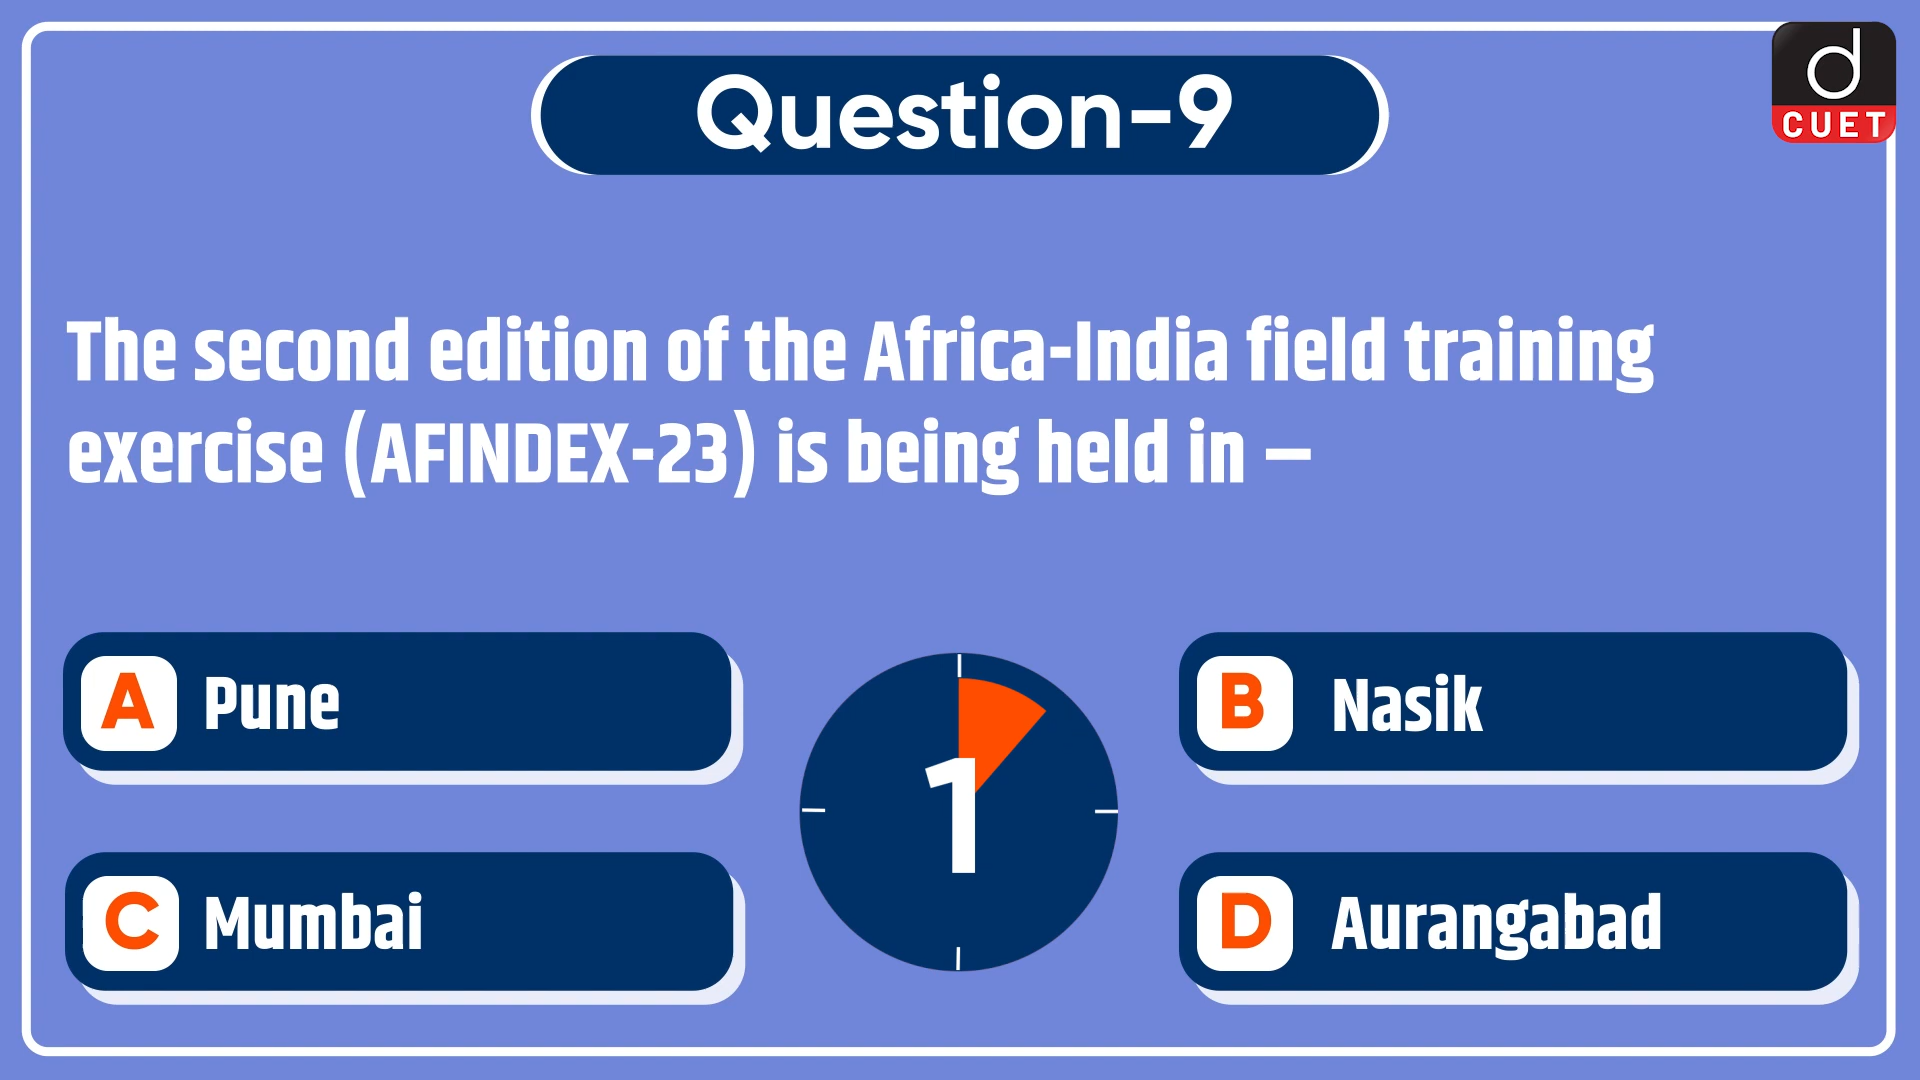 Question-9
d
CUET
The second edition of the Africa-India field training
exercise (AFINDEX-23) is being held in –
A Pune
B Nasik
1
C Mumbai
D Aurangabad